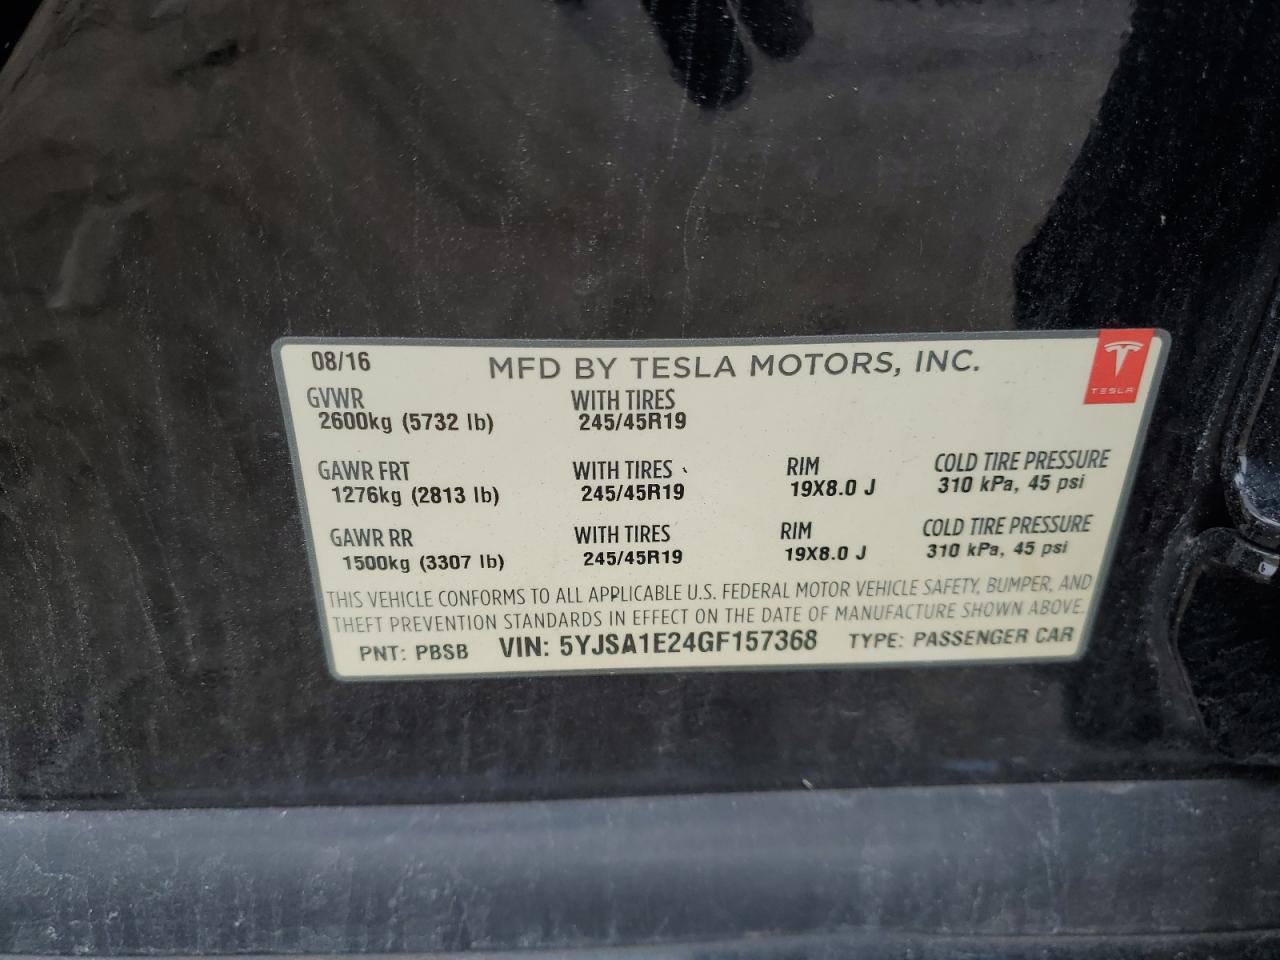 08/16 MFD BY TESLA MOTORS, INC.
TESLA
GVWR WITH TIRES
2600kg (5732 lb) 245/45R19
GAWR FRT WITH TIRES RIM COLD TIRE PRESSURE
1276kg (2813 lb) 245/45R19 19X8.0 J 310 kPa, 45 psi
GAWR RR WITH TIRES RIM COLD TIRE PRESSURE
1500kg (3307 lb) 245/45R19 19X8.0 J 310 kPa, 45 psi
THIS VEHICLE CONFORMS TO ALL APPLICABLE U.S. FEDERAL MOTOR VEHICLE SAFETY, BUMPER, AND
THEFT PREVENTION STANDARDS IN EFFECT ON THE DATE OF MANUFACTURE SHOWN ABOVE.
PNT: PBSB VIN: 5YJSA1E24GF157368 TYPE: PASSENGER CAR